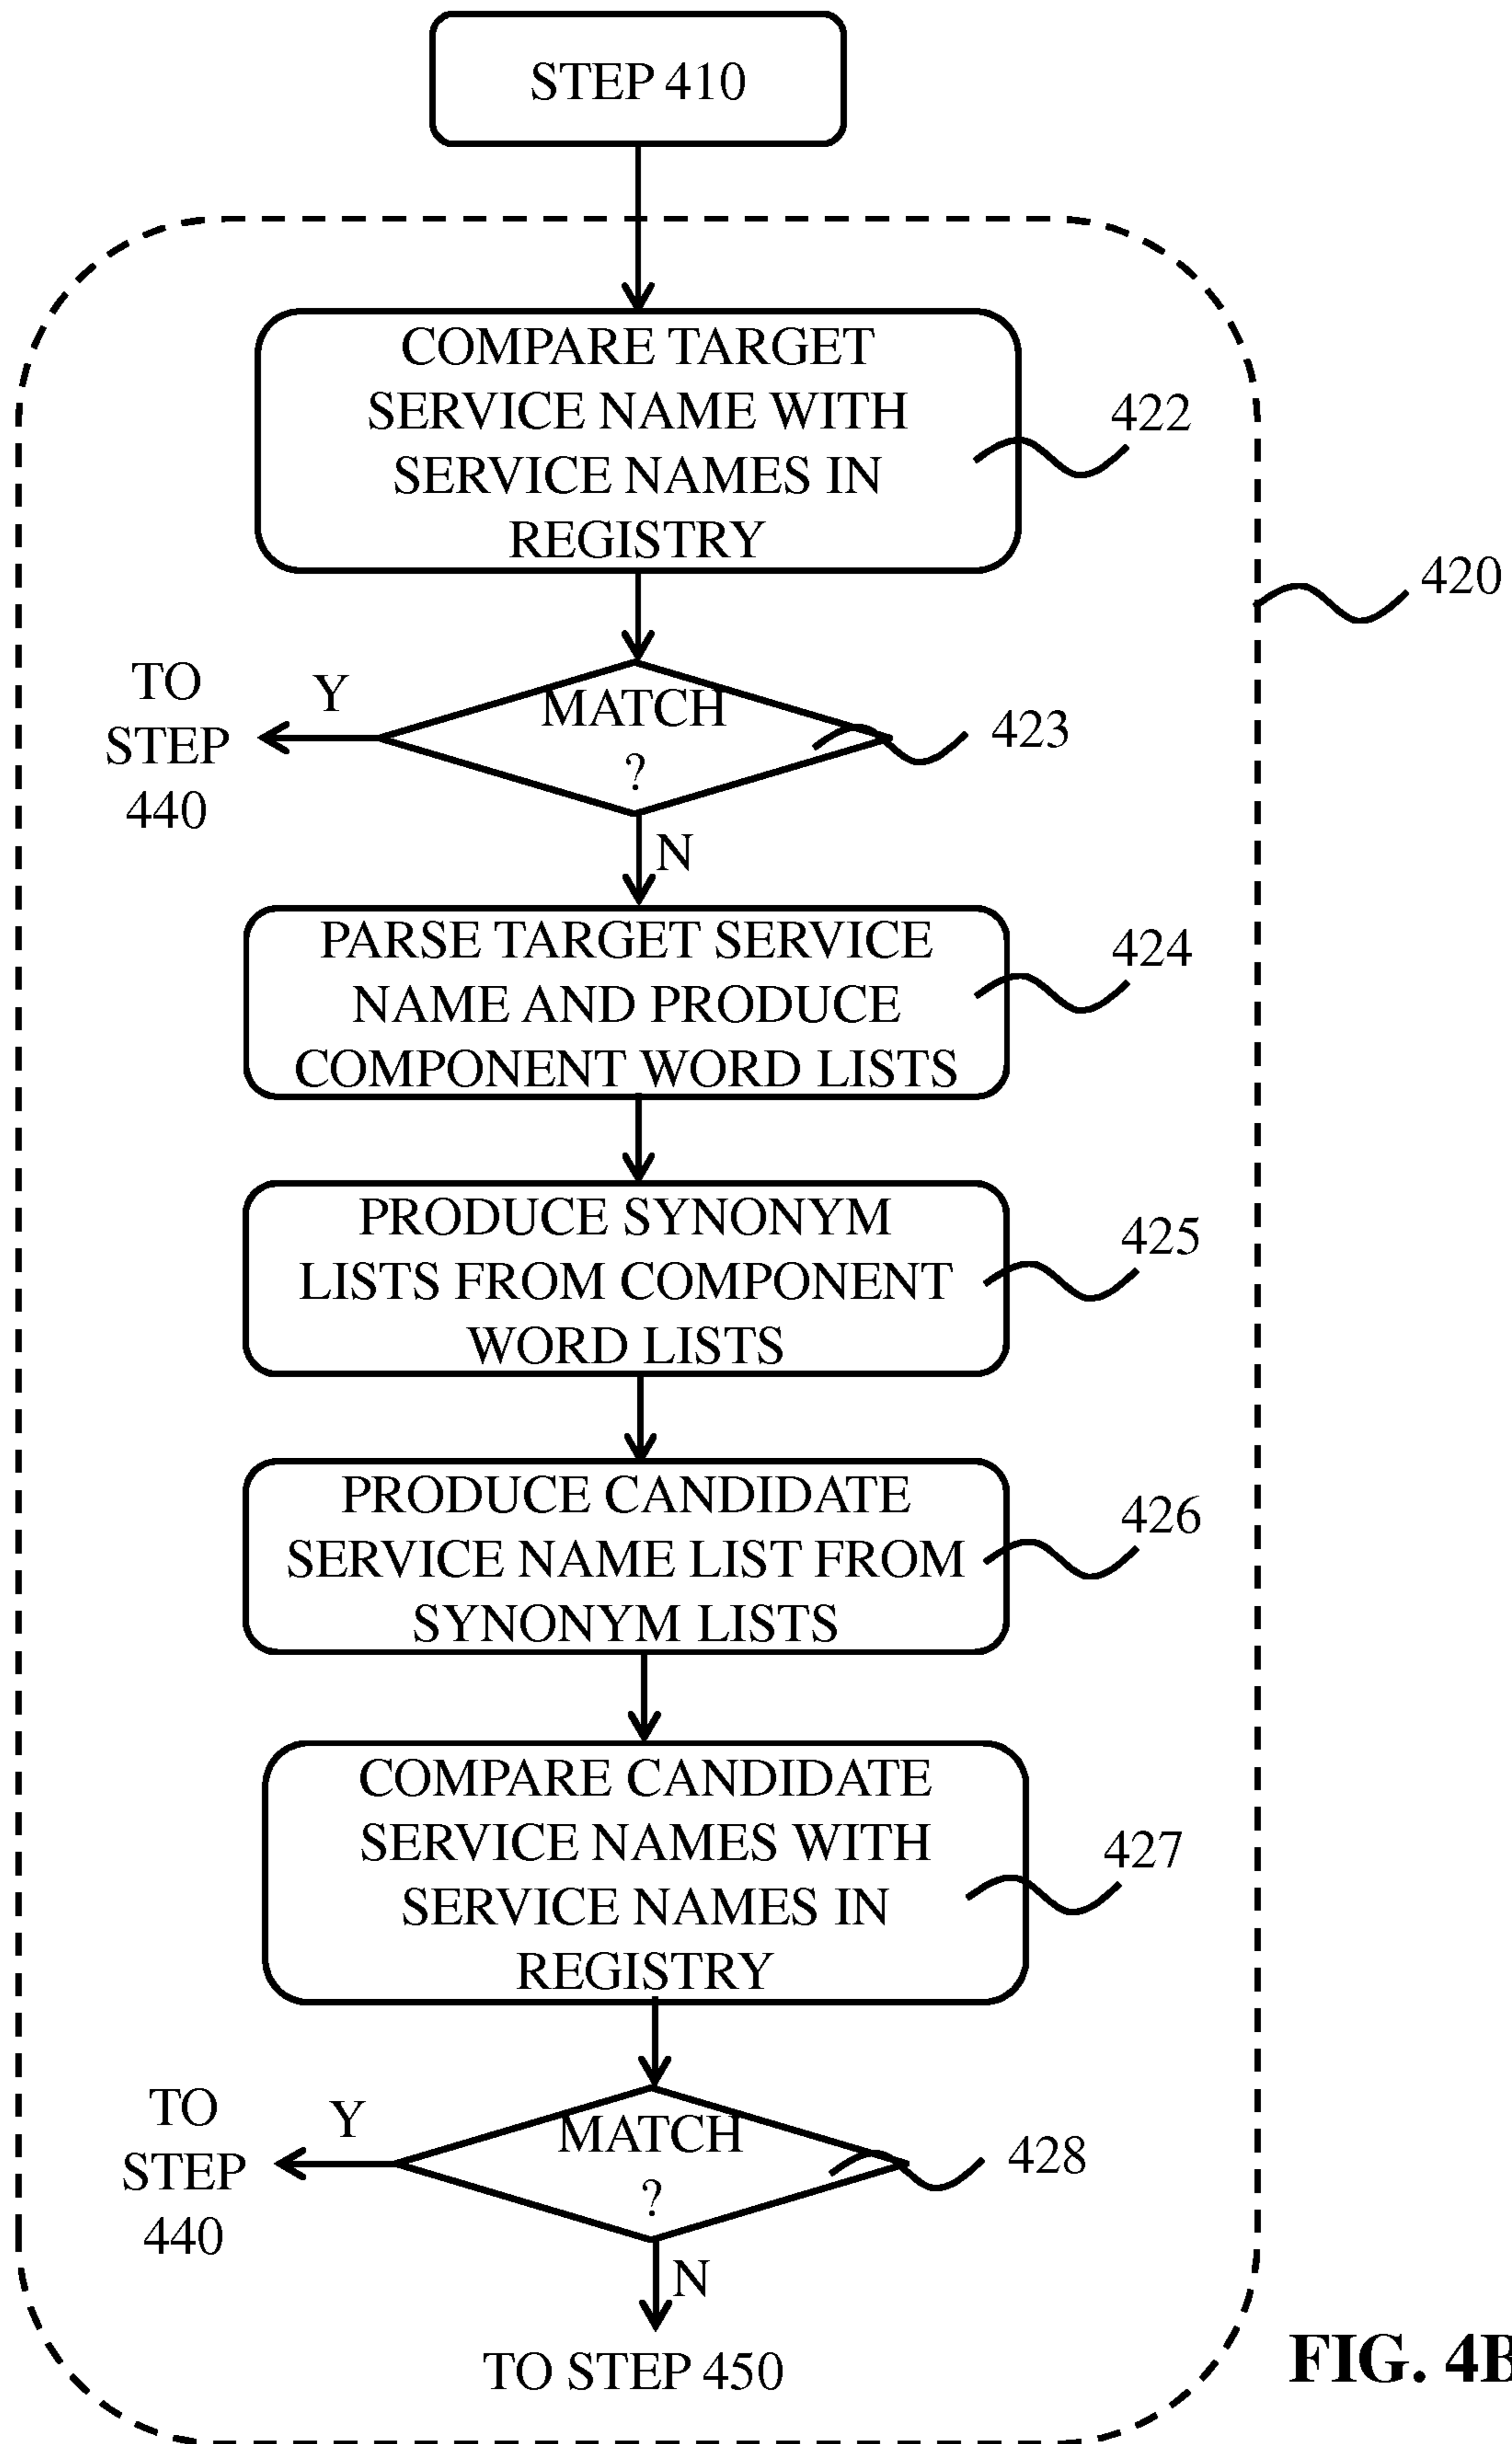 STEP 410
COMPARE TARGET
SERVICE NAME WITH
SERVICE NAMES IN
REGISTRY
422
420
TO
STEP
440
Y
MATCH
?
423
N
PARSE TARGET SERVICE
NAME AND PRODUCE
COMPONENT WORD LISTS
424
PRODUCE SYNONYM
LISTS FROM COMPONENT
WORD LISTS
425
PRODUCE CANDIDATE
SERVICE NAME LIST FROM
SYNONYM LISTS
426
COMPARE CANDIDATE
SERVICE NAMES WITH
SERVICE NAMES IN
REGISTRY
427
TO
STEP
440
Y
MATCH
?
428
N
TO STEP 450
FIG. 4B